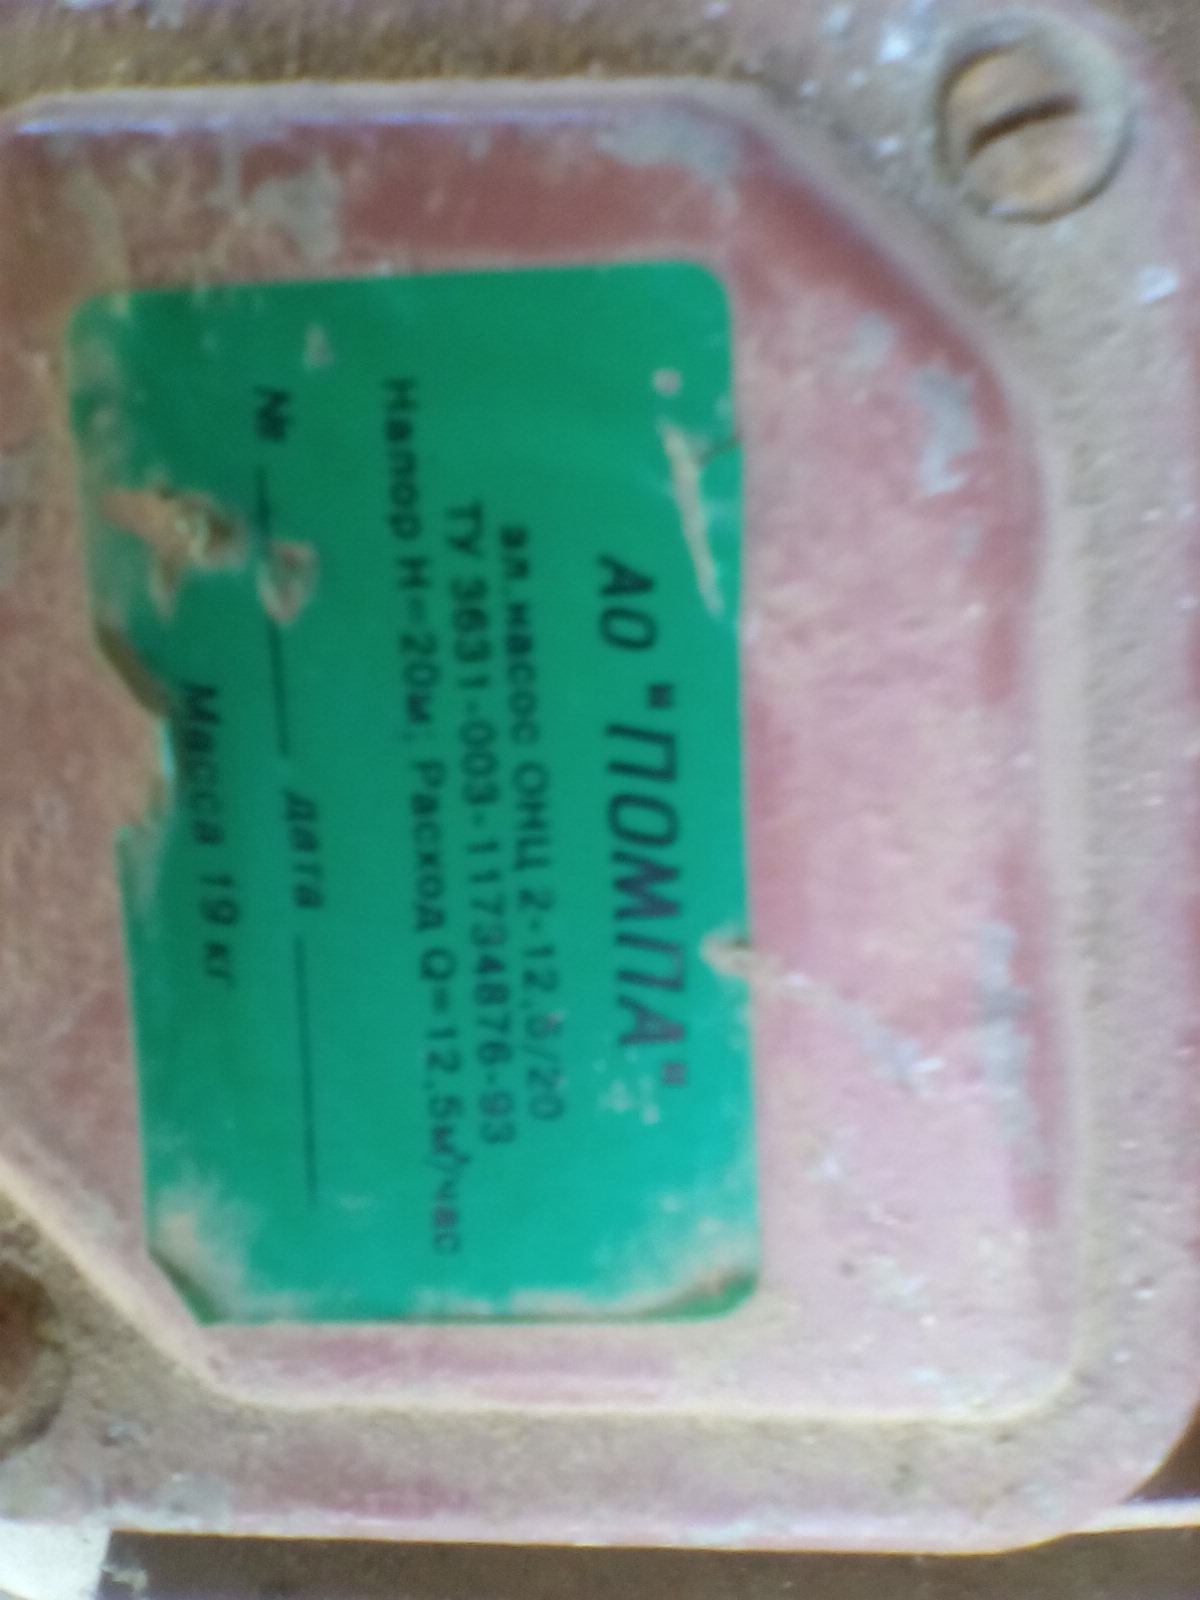 АО "ПОМПА"
эл.насос ОНЦ 2-12,5/20
ТУ 3631-003-11734876-93
Напор Н=20м; Расход Q=12.5м³/час
№ дата
Масса 19 кг